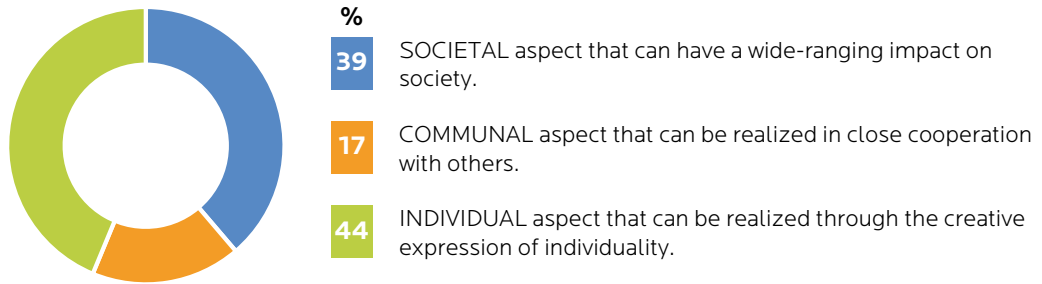 %
39
SOCIETAL aspect that can have a wide-ranging impact on
society.
17
COMMUNAL aspect that can be realized in close cooperation
with others.
44
INDIVIDUAL aspect that can be realized through the creative
expression of individuality.